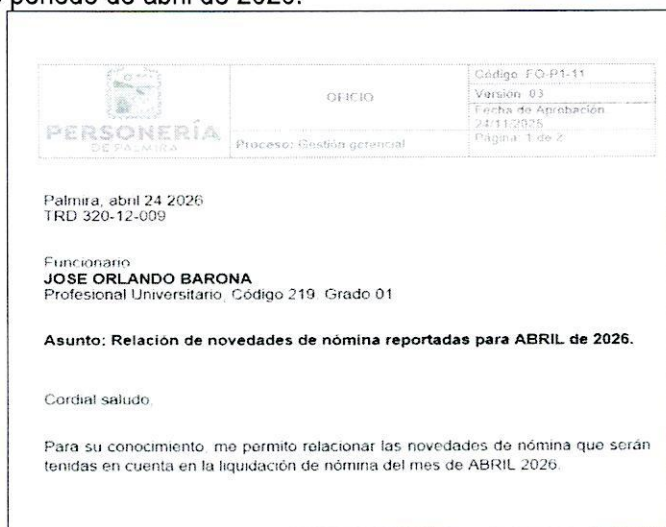 periodo de abril de 2026.
PERSONERÍA
DE PALMIRA
OFICIO
Proceso: Gestión gerencial
Código: FO-P1-11
Versión: 03
Fecha de Aprobación
24/11/2025
Página: 1 de 2
Palmira, abril 24 2026
TRD 320-12-009
Funcionario
JOSE ORLANDO BARONA
Profesional Universitario, Código 219, Grado 01
Asunto: Relación de novedades de nómina reportadas para ABRIL de 2026.
Cordial saludo,
Para su conocimiento, me permito relacionar las novedades de nómina que serán
tenidas en cuenta en la liquidación de nómina del mes de ABRIL 2026.